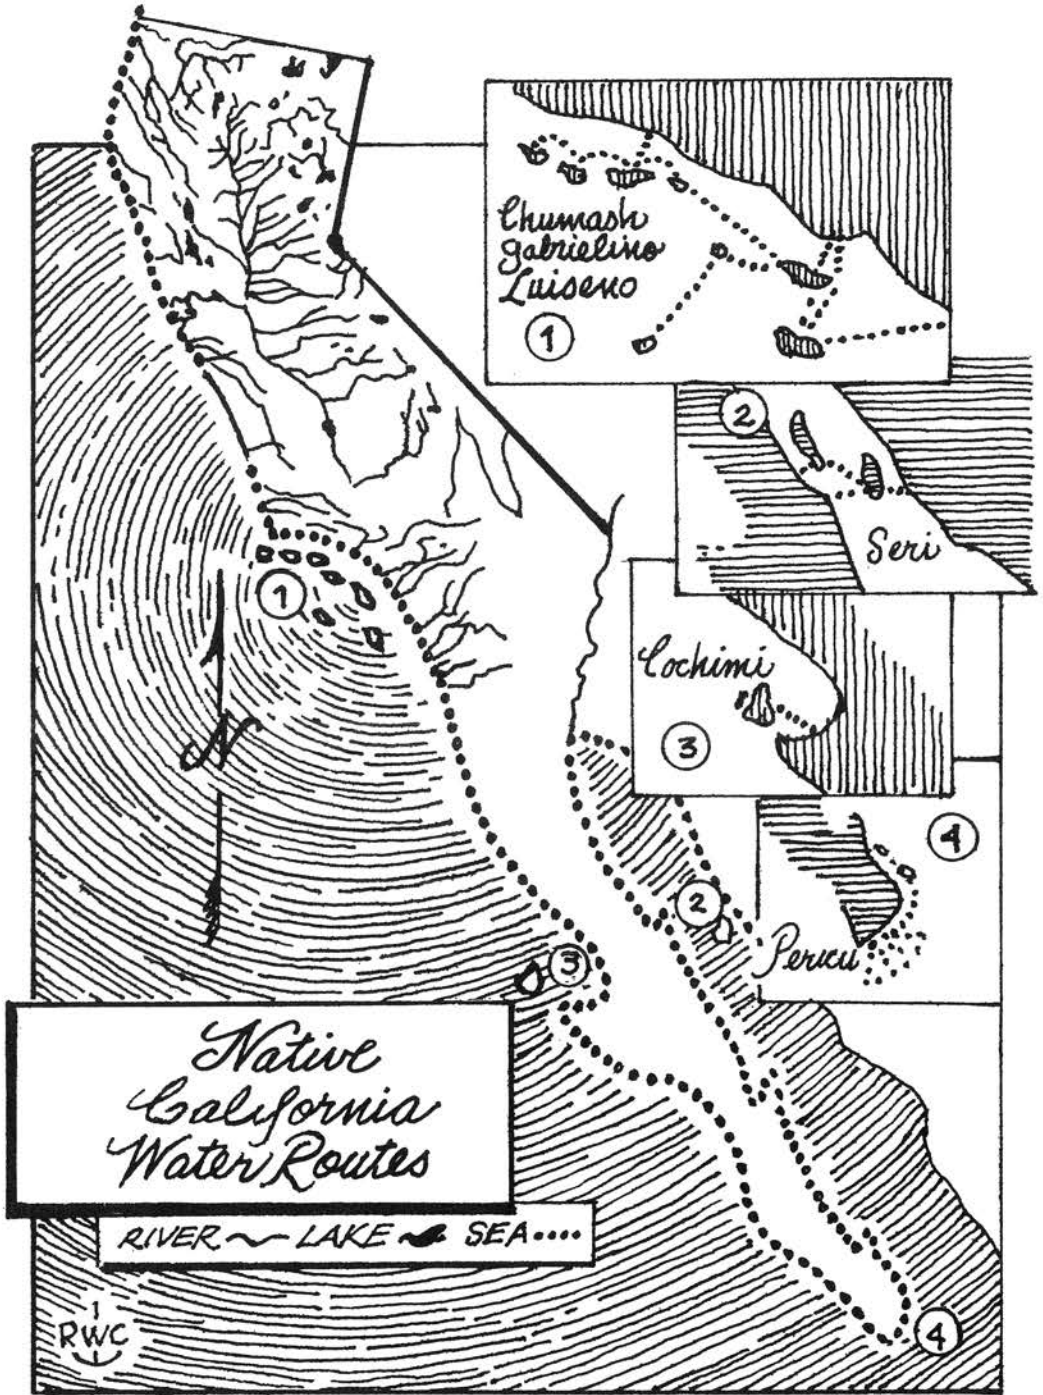 Chumash
Gabrielino
Luiseno
1
2
Seri
Cochimi
3
4
Pericu
1
N
2
3
Native
California
Water Routes
RIVER LAKE SEA
RWC
4